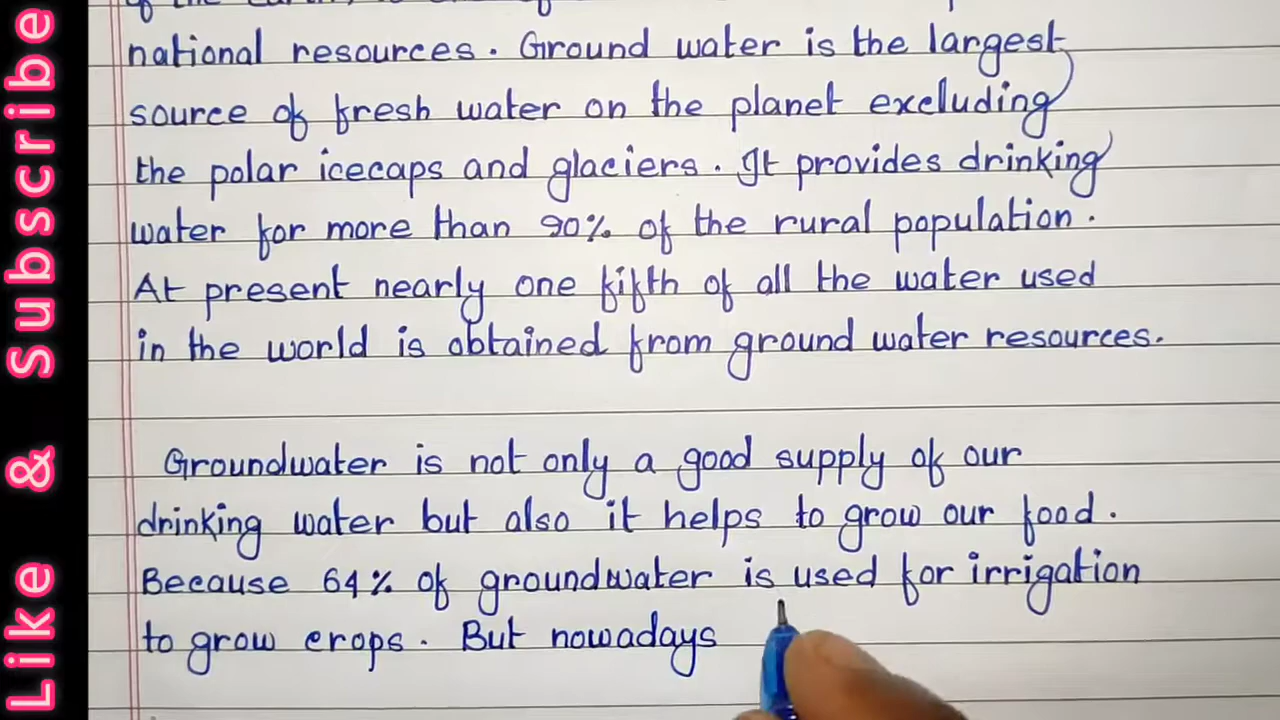 national resources. Ground water is the largest
source of fresh water on the planet excluding
the polar icecaps and glaciers. It provides drinking
water for more than 90% of the rural population.
At present nearly one fifth of all the water used
in the world is obtained from ground water resources.
Groundwater is not only a good supply of our
drinking water but also it helps to grow our food.
Because 64% of groundwater is used for irrigation
to grow crops. But nowadays
Like & Subscribe